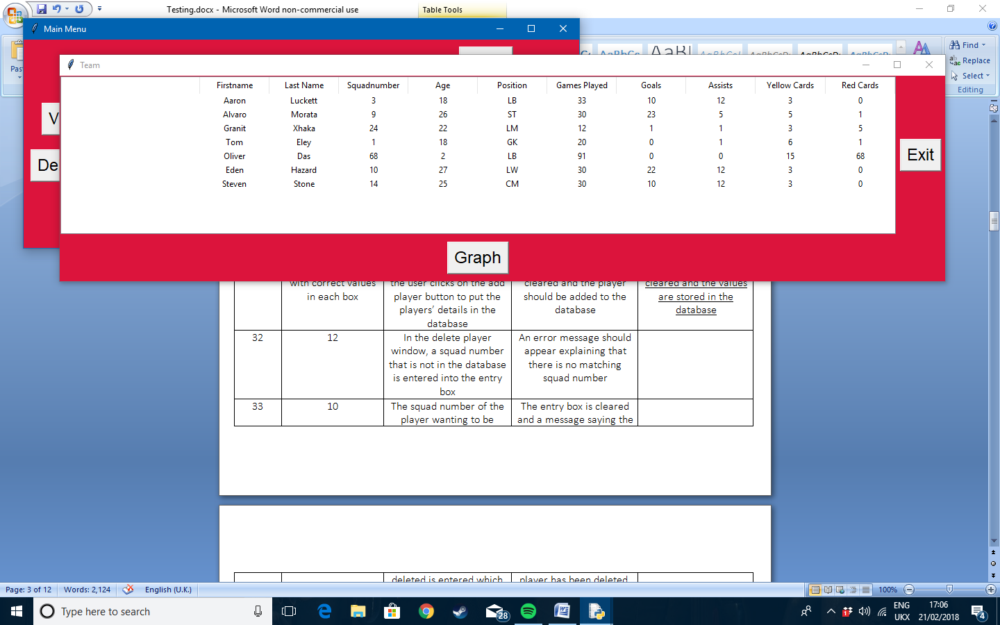 Testing.docx - Microsoft Word non-commercial use
Table Tools
Main Menu
Team
Find
Replace
Select
Editing
Firstname Last Name Squadnumber Age Position Games Played Goals Assists Yellow Cards Red Cards
Aaron Luckett 3 18 LB 33 10 12 3 0
Alvaro Morata 9 26 ST 30 23 5 5 1
Granit Xhaka 24 22 LM 12 1 1 3 5
Tom Eley 1 18 GK 20 0 1 6 1
Oliver Das 68 2 LB 91 0 0 15 68
Eden Hazard 10 27 LW 30 22 12 3 0
Steven Stone 14 25 CM 30 10 12 3 0
Exit
Graph
with correct values
in each box
the user clicks on the add
player button to put the
players’ details in the
database
cleared and the player
should be added to the
database
cleared and the values
are stored in the
database
32
12
In the delete player
window, a squad number
that is not in the database
is entered into the entry
box
An error message should
appear explaining that
there is no matching
squad number
33
10
The squad number of the
player wanting to be
The entry box is cleared
and a message saying the
deleted is entered which
player has been deleted
Page: 3 of 12
Words: 2,124
English (U.K.)
100%
Type here to search
28
ENG
UKX
17:06
21/02/2018
4